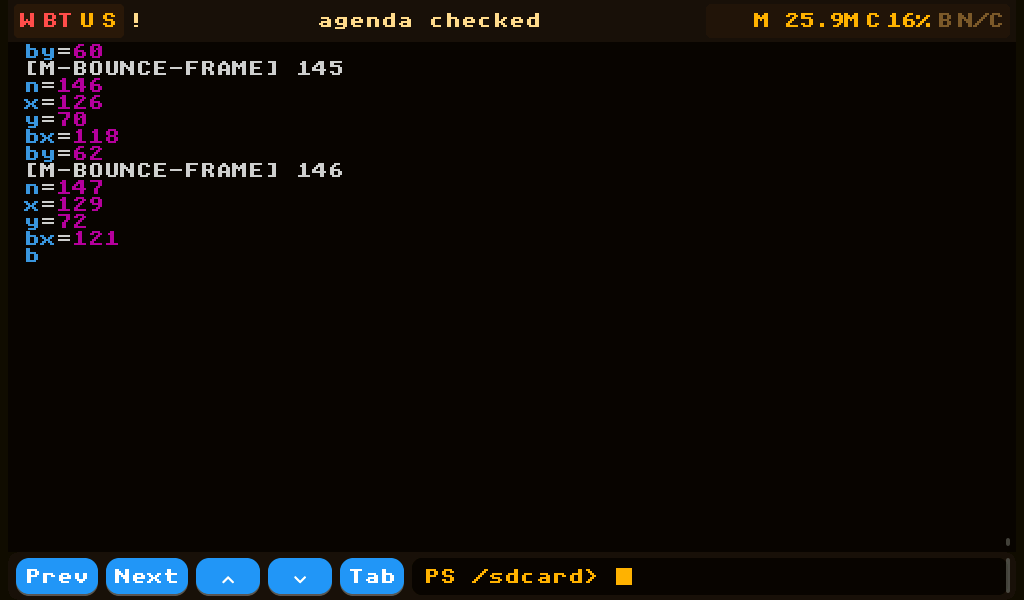 W BT U S ! agenda checked M 25.9M C 16% B N/C
by=60
[M-BOUNCE-FRAME] 145
n=146
x=126
y=70
bx=118
by=62
[M-BOUNCE-FRAME] 146
n=147
x=129
y=72
bx=121
b
Prev Next ^ ⌄ Tab PS /sdcard>